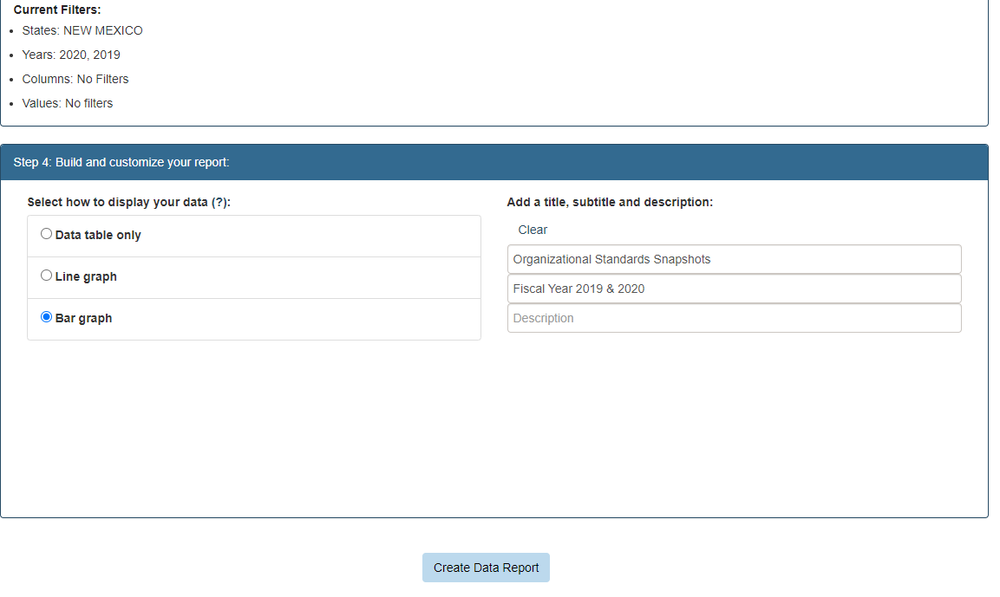 Current Filters:
States: NEW MEXICO
Years: 2020, 2019
Columns: No Filters
Values: No filters
Step 4: Build and customize your report:
Select how to display your data (?):
Data table only
Line graph
Bar graph
Add a title, subtitle and description:
Clear
Organizational Standards Snapshots
Fiscal Year 2019 & 2020
Description
Create Data Report